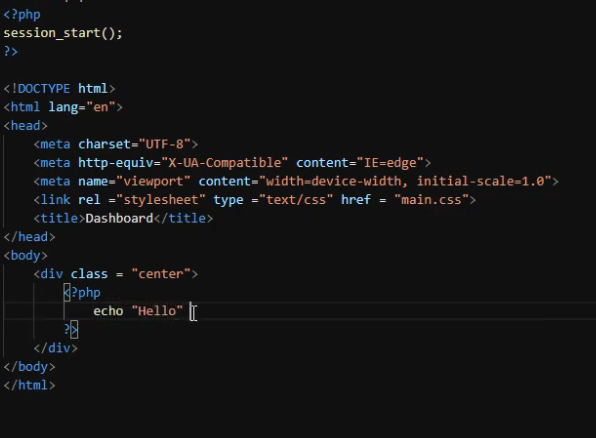 <?php
session_start();
?>
<!DOCTYPE html>
<html lang="en">
<head>
<meta charset="UTF-8">
<meta http-equiv="X-UA-Compatible" content="IE=edge">
<meta name="viewport" content="width=device-width, initial-scale=1.0">
<link rel ="stylesheet" type ="text/css" href = "main.css">
<title>Dashboard</title>
</head>
<body>
<div class = "center">
<?php
echo "Hello"
?>
</div>
</body>
</html>